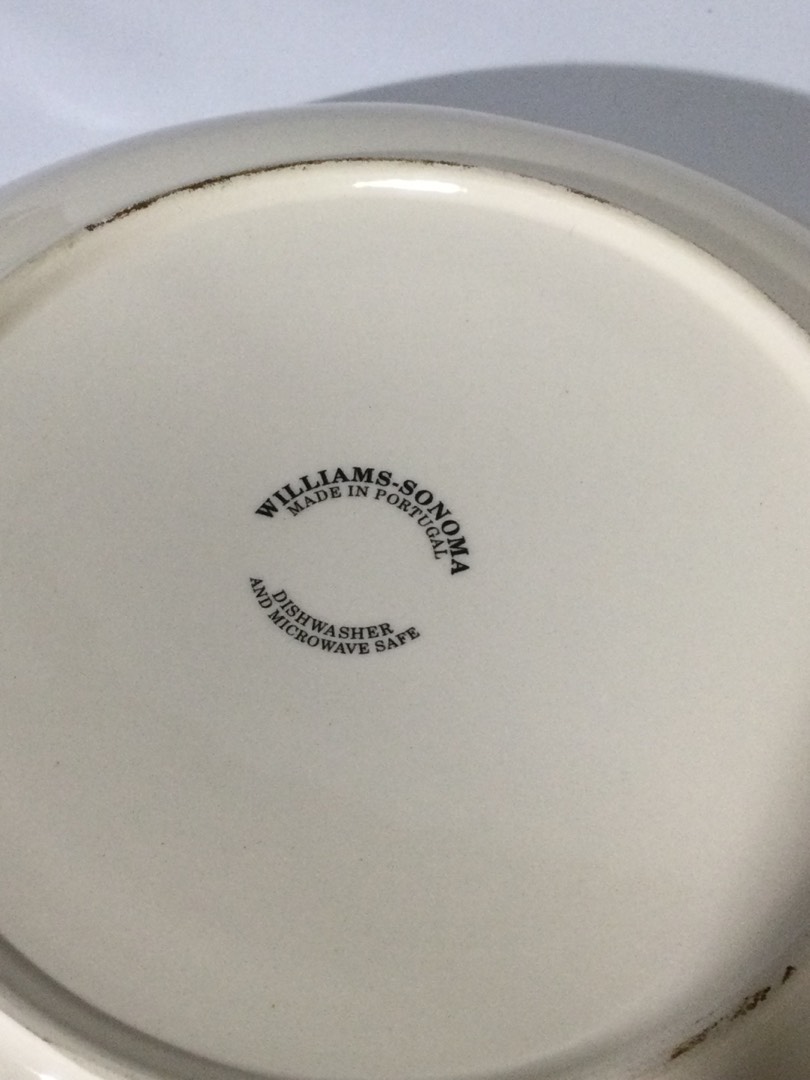 WILLIAMS-SONOMA
MADE IN PORTUGAL
DISHWASHER
AND MICROWAVE SAFE